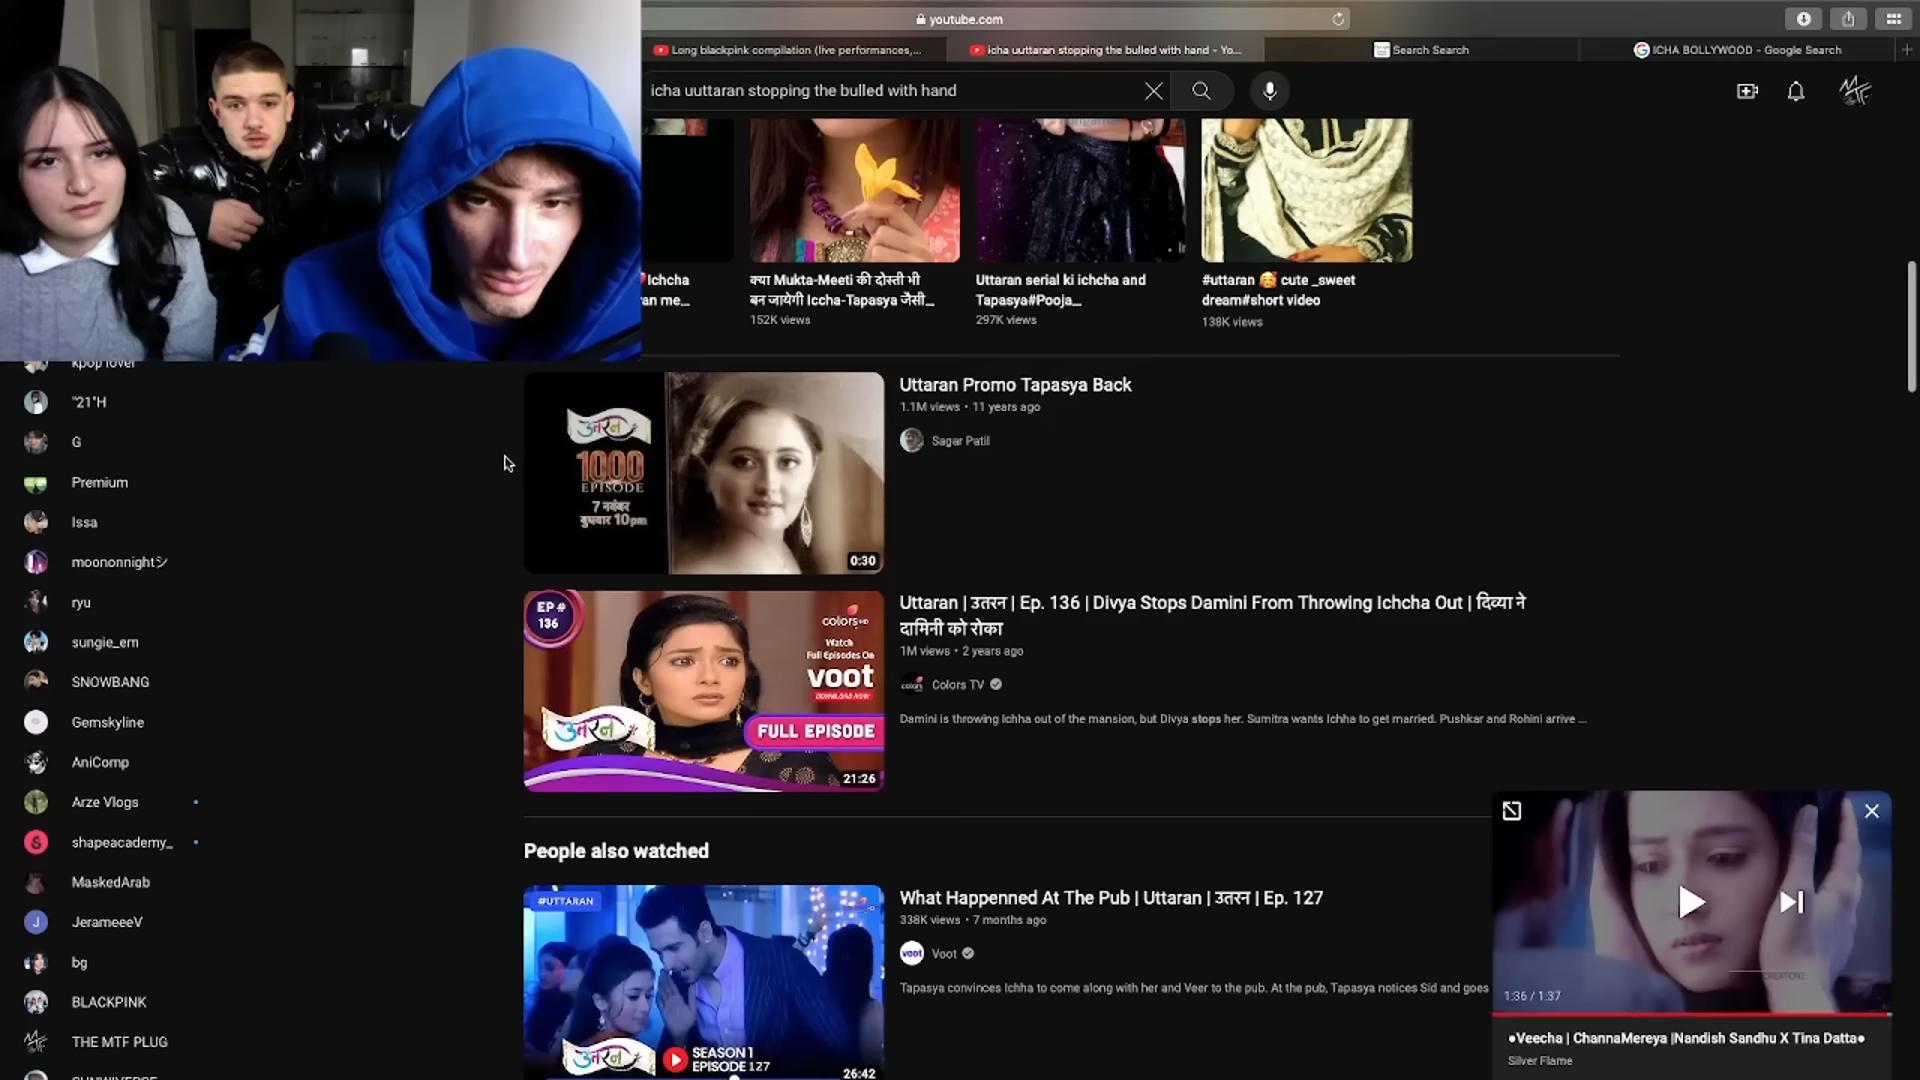 youtube.com
Long blackpink compilation (live performances,...
icha uuttaran stopping the bulled with hand - Yo...
Search Search
ICHA BOLLYWOOD - Google Search
icha uuttaran stopping the bulled with hand
Ichcha
an me...
क्या Mukta-Meeti की दोस्ती भी
बन जायेगी Iccha-Tapasya जैसी...
152K views
Uttaran serial ki ichcha and
Tapasya#Pooja...
297K views
#uttaran 🥰 cute _sweet
dream#short video
138K views
kpop lover
"21"H
G
Premium
Issa
moononnightシ
ryu
sungie_em
SNOWBANG
Gemskyline
AniComp
Arze Vlogs
shapeacademy_
MaskedArab
J
JerameeeV
bg
BLACKPINK
THE MTF PLUG
SUNWIVERSE
उतरन
1000
EPISODE
7 नवंबर
बुधवार 10pm
0:30
Uttaran Promo Tapasya Back
1.1M views • 11 years ago
Sagar Patil
EP #
136
colors HD
Watch
Full Episodes On
voot
DOWNLOAD NOW
उतरन
FULL EPISODE
21:26
Uttaran | उतरन | Ep. 136 | Divya Stops Damini From Throwing Ichcha Out | दिव्या ने
दामिनी को रोका
1M views • 2 years ago
colors
Colors TV
Damini is throwing Ichha out of the mansion, but Divya stops her. Sumitra wants Ichha to get married. Pushkar and Rohini arrive ...
People also watched
#UTTARAN
उतरन
SEASON 1
EPISODE 127
26:42
What Happenned At The Pub | Uttaran | उतरन | Ep. 127
338K views • 7 months ago
voot
Voot
Tapasya convinces Ichha to come along with her and Veer to the pub. At the pub, Tapasya notices Sid and goes
CREATIONZ
1:36 / 1:37
●Veecha | ChannaMereya |Nandish Sandhu X Tina Datta●
Silver Flame